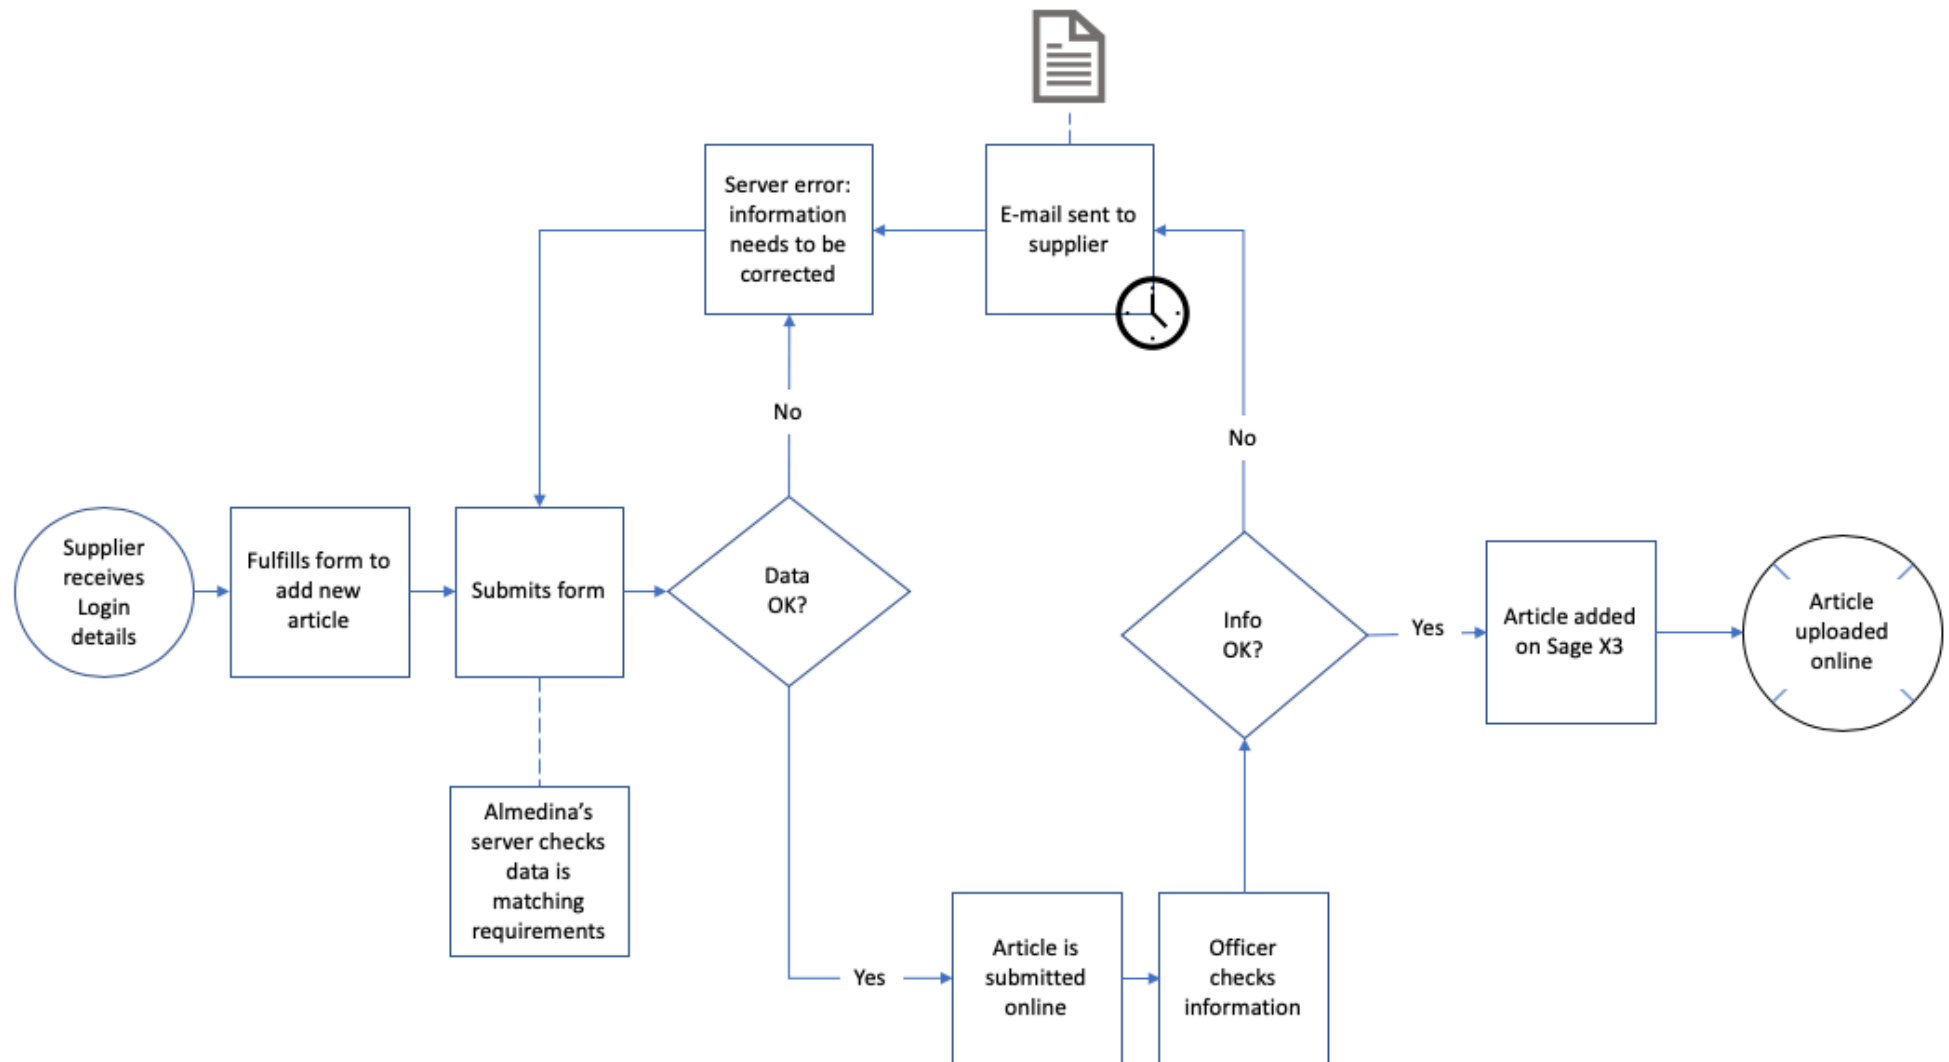 Server error:
information
needs to be
corrected
E-mail sent to
supplier
No
No
Supplier
receives
Login
details
Fulfills form to
add new
article
Submits form
Data
OK?
Info
OK?
Yes
Article added
on Sage X3
Article
uploaded
online
Almedina’s
server checks
data is
matching
requirements
Yes
Article is
submitted
online
Officer
checks
information